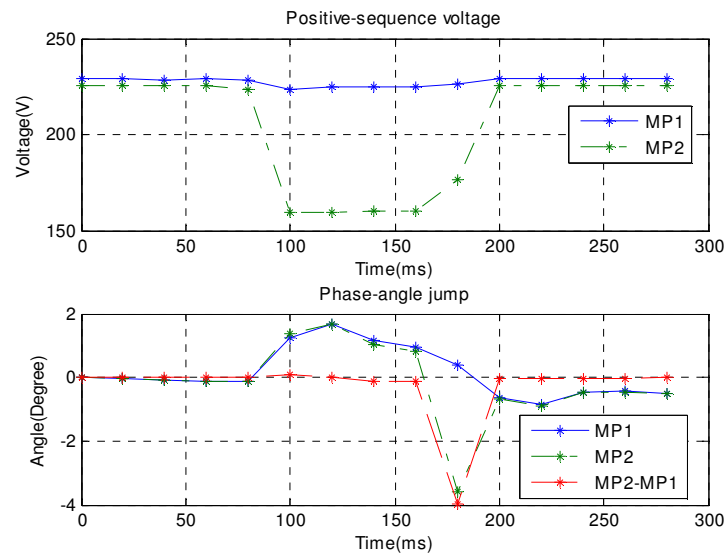 Positive-sequence voltage
250
200
150
Voltage(V)
MP1
MP2
0 50 100 150 200 250 300
Time(ms)
Phase-angle jump
2
0
-2
-4
Angle(Degree)
MP1
MP2
MP2-MP1
0 50 100 150 200 250 300
Time(ms)